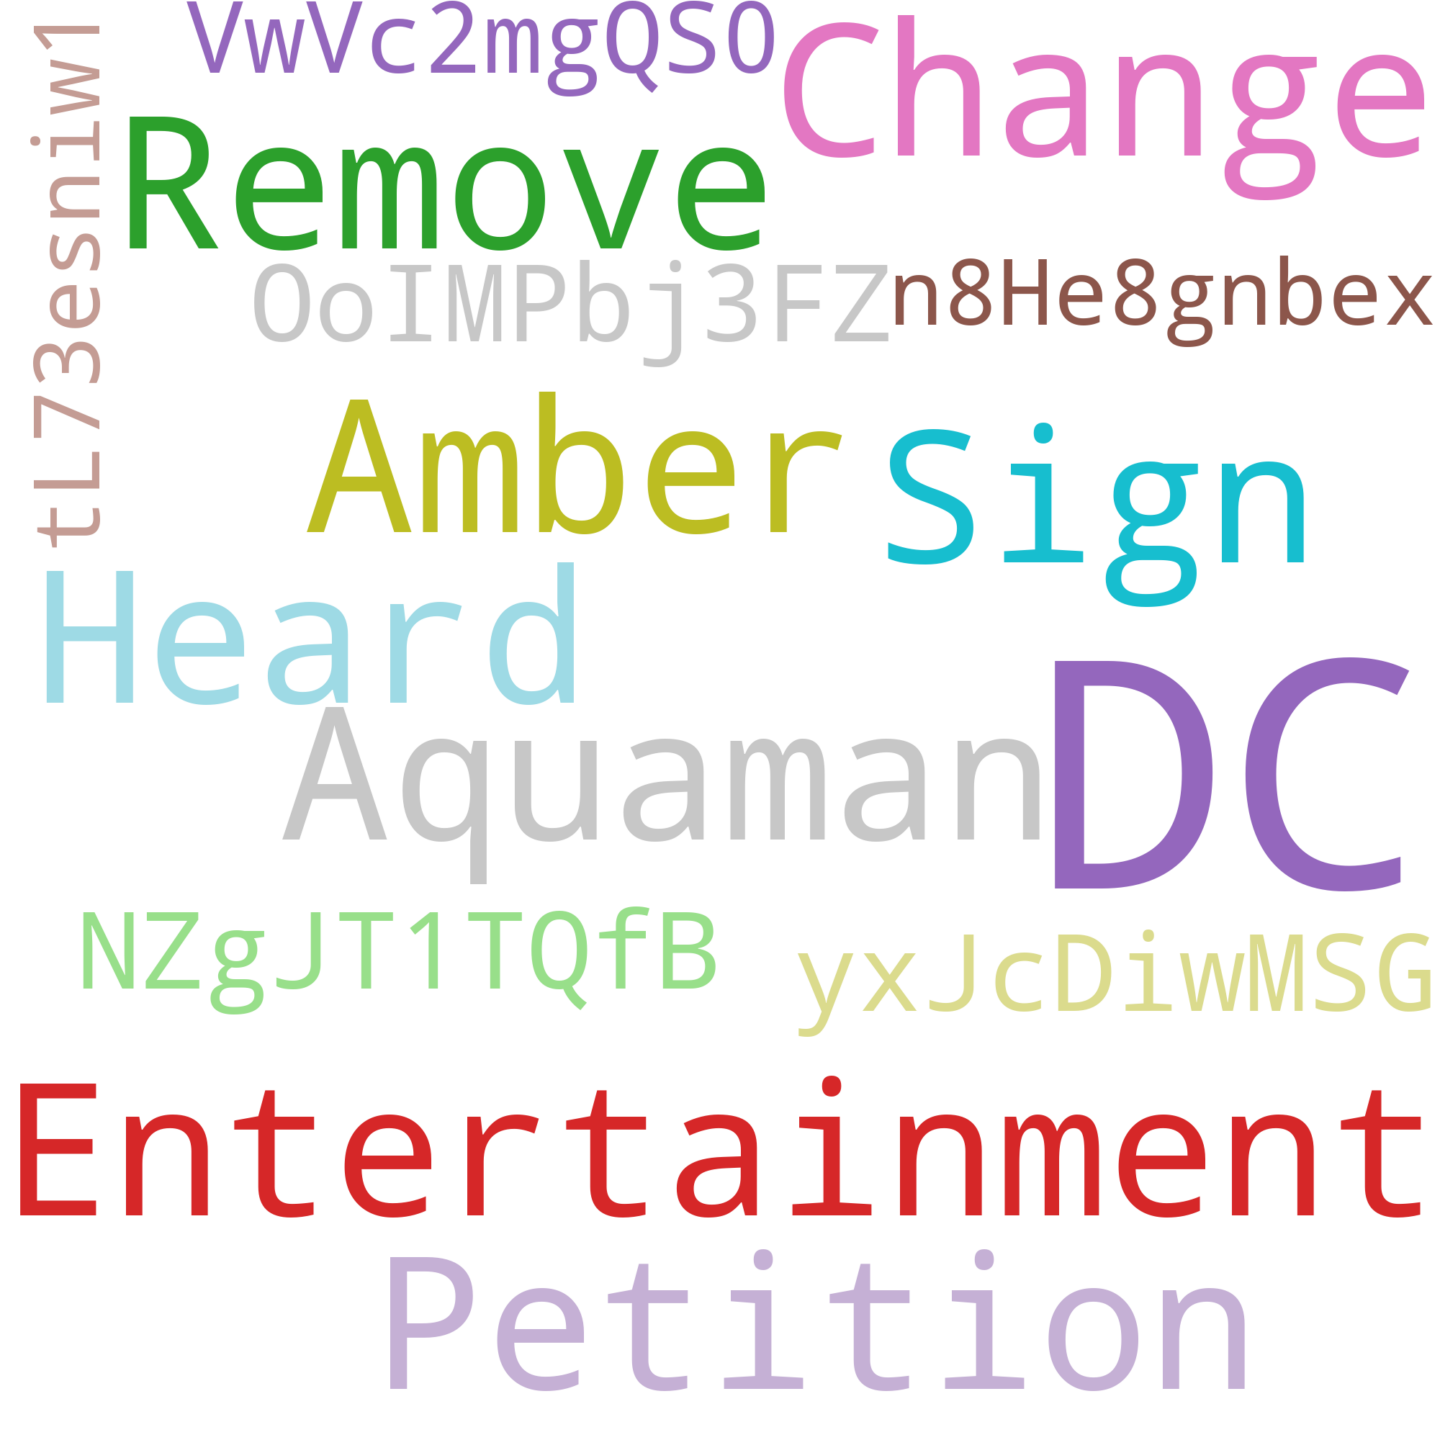 VwVc2mgQS0
Change
tL73esniw1
Remove
OoIMPbj3FZ
n8He8gnbex
Amber
Sign
Heard
DC
Aquaman
NZgJT1TQfB
yxJcDiwMSG
Entertainment
Petition